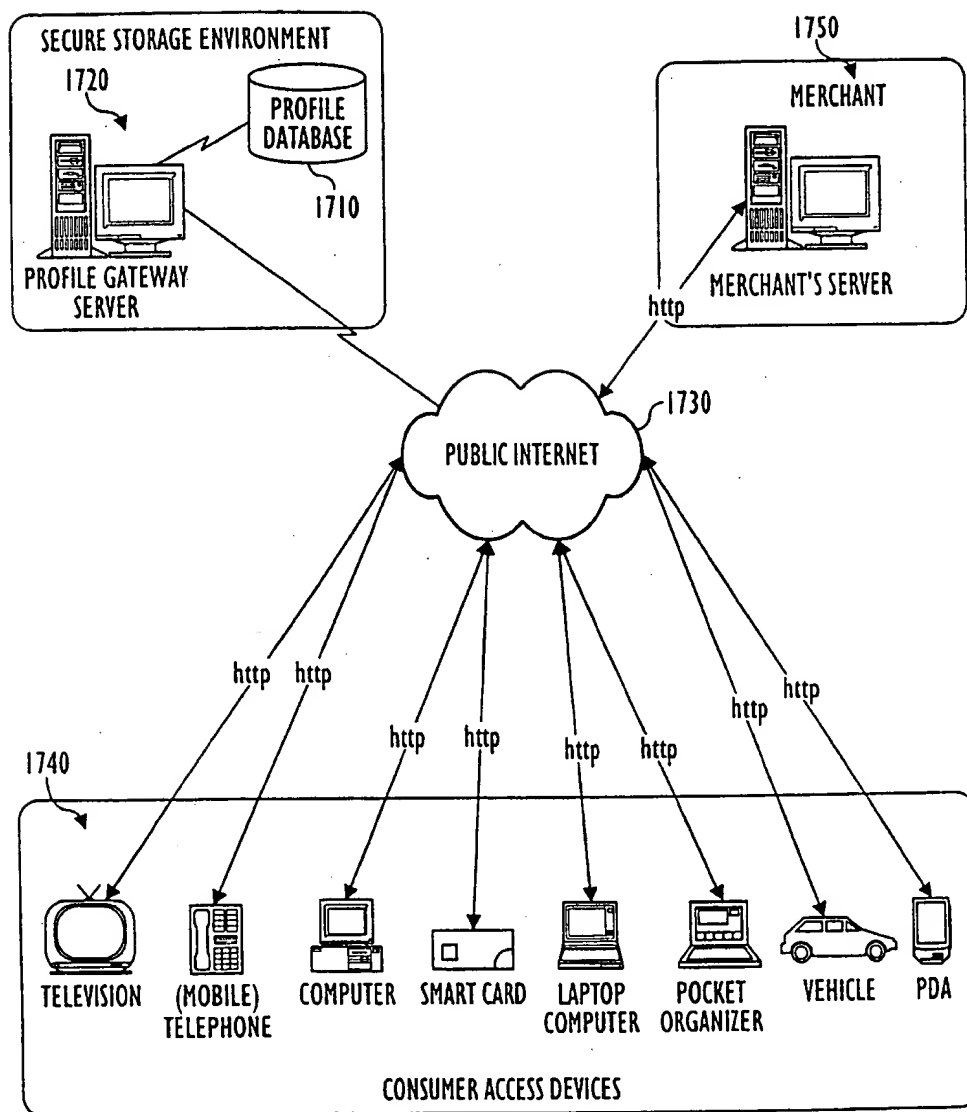 SECURE STORAGE ENVIRONMENT
1720
PROFILE
DATABASE
1710
PROFILE GATEWAY
SERVER
1750
MERCHANT
MERCHANT'S SERVER
http
1730
PUBLIC INTERNET
http
http
http
http
http
http
http
http
1740
TELEVISION
(MOBILE)
TELEPHONE
COMPUTER
SMART CARD
LAPTOP
COMPUTER
POCKET
ORGANIZER
VEHICLE
PDA
CONSUMER ACCESS DEVICES